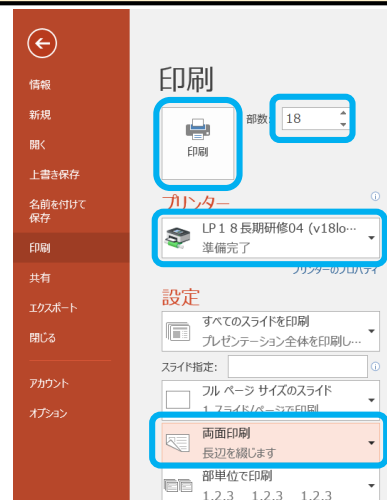 情報
新規
開く
上書き保存
名前を付けて
保存
印刷
共有
エクスポート
閉じる
アカウント
オプション
印刷
部数: 18
印刷
プリンター
LP18長期研修04 (v18lo…
準備完了
プリンターのプロパティ
設定
すべてのスライドを印刷
プレゼンテーション全体を印刷し…
スライド指定:
フル ページ サイズのスライド
1 スライド/ページで印刷
両面印刷
長辺を綴じます
部単位で印刷
1,2,3 1,2,3 1,2,3